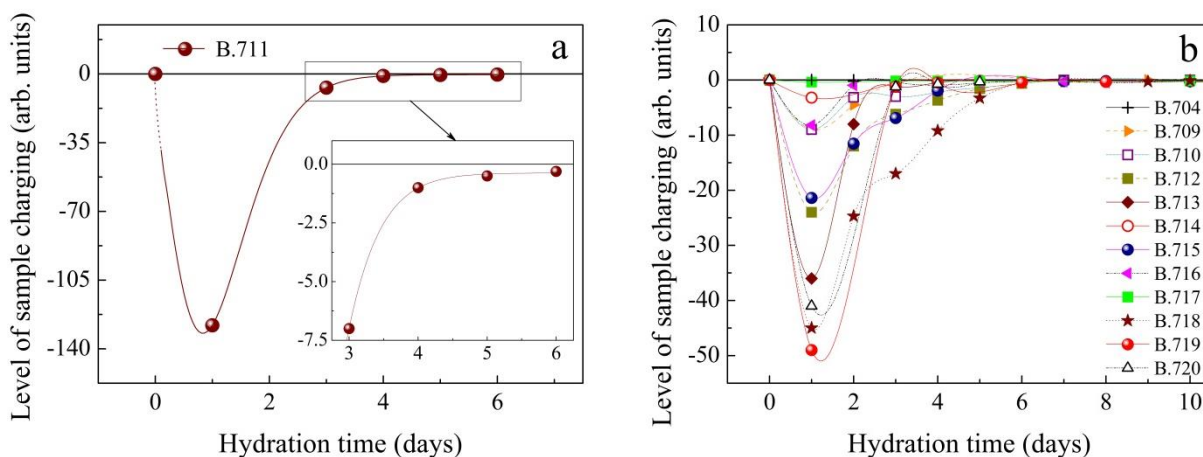 a
B.711
Level of sample charging (arb. units)
0
-35
-70
-105
-140
0
2
4
6
Hydration time (days)
0.0
-2.5
-5.0
-7.5
3
4
5
6
b
Level of sample charging (arb. units)
10
0
-10
-20
-30
-40
-50
0
2
4
6
8
10
Hydration time (days)
B.704
B.709
B.710
B.712
B.713
B.714
B.715
B.716
B.717
B.718
B.719
B.720